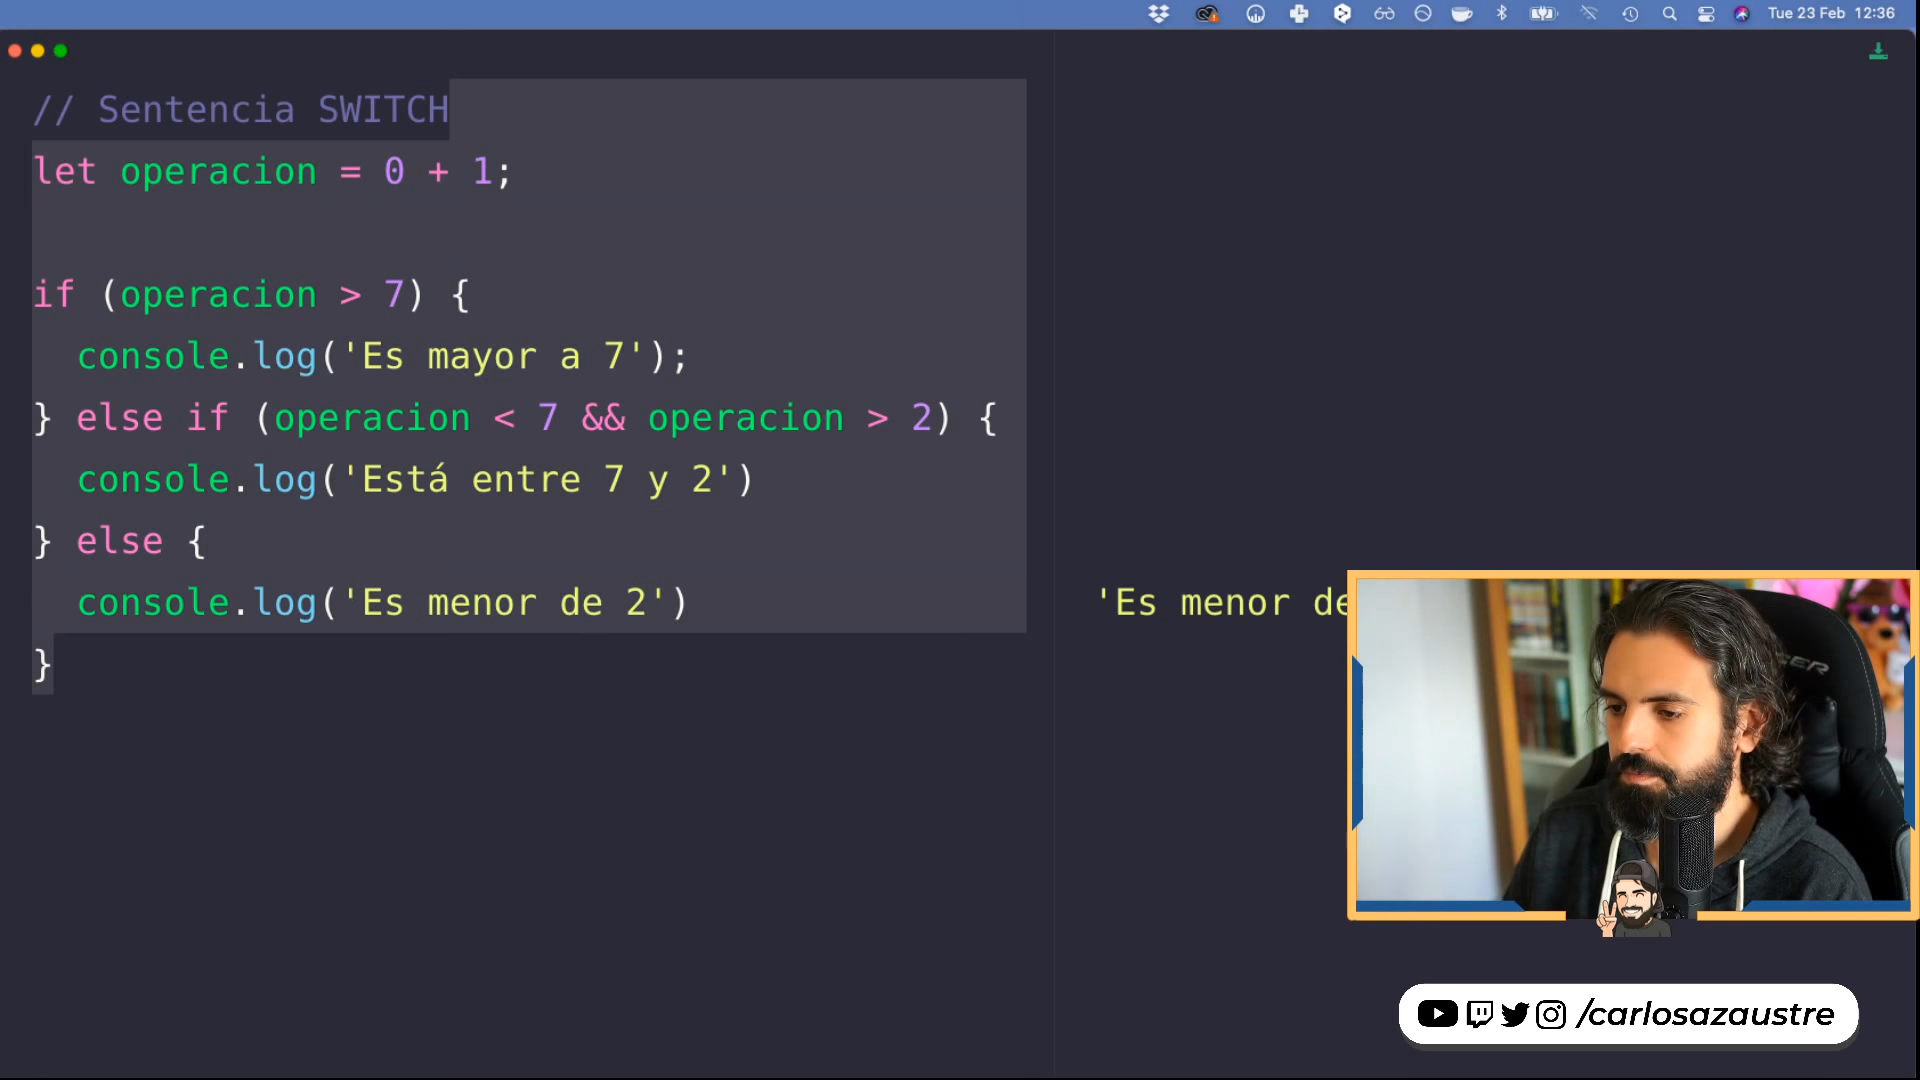 Tue 23 Feb 12:36
// Sentencia SWITCH
let operacion = 0 + 1;
if (operacion > 7) {
console.log('Es mayor a 7');
} else if (operacion < 7 && operacion > 2) {
console.log('Está entre 7 y 2')
} else {
console.log('Es menor de 2')
}
'Es menor de
/carlosazaustre